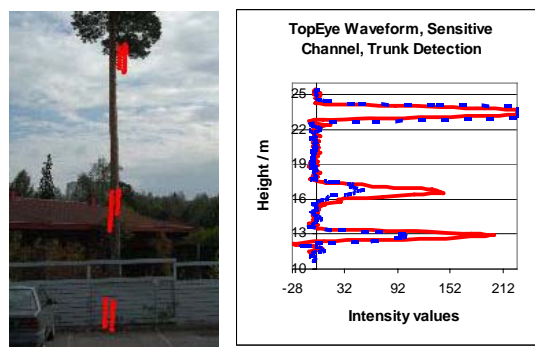 TopEye Waveform, Sensitive
Channel, Trunk Detection
Height / m
25
22
19
16
13
10
-28 32 92 152 212
Intensity values